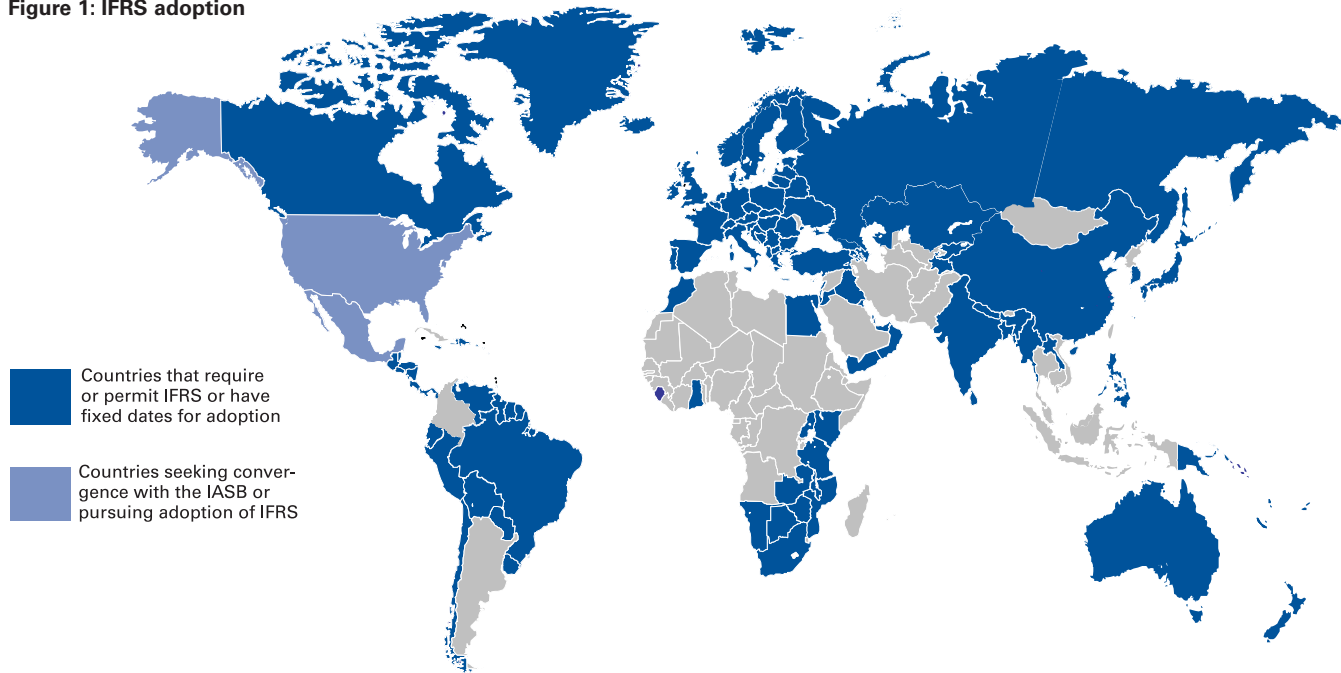 Figure 1: IFRS adoption
Countries that require
or permit IFRS or have
fixed dates for adoption
Countries seeking conver-
gence with the IASB or
pursuing adoption of IFRS